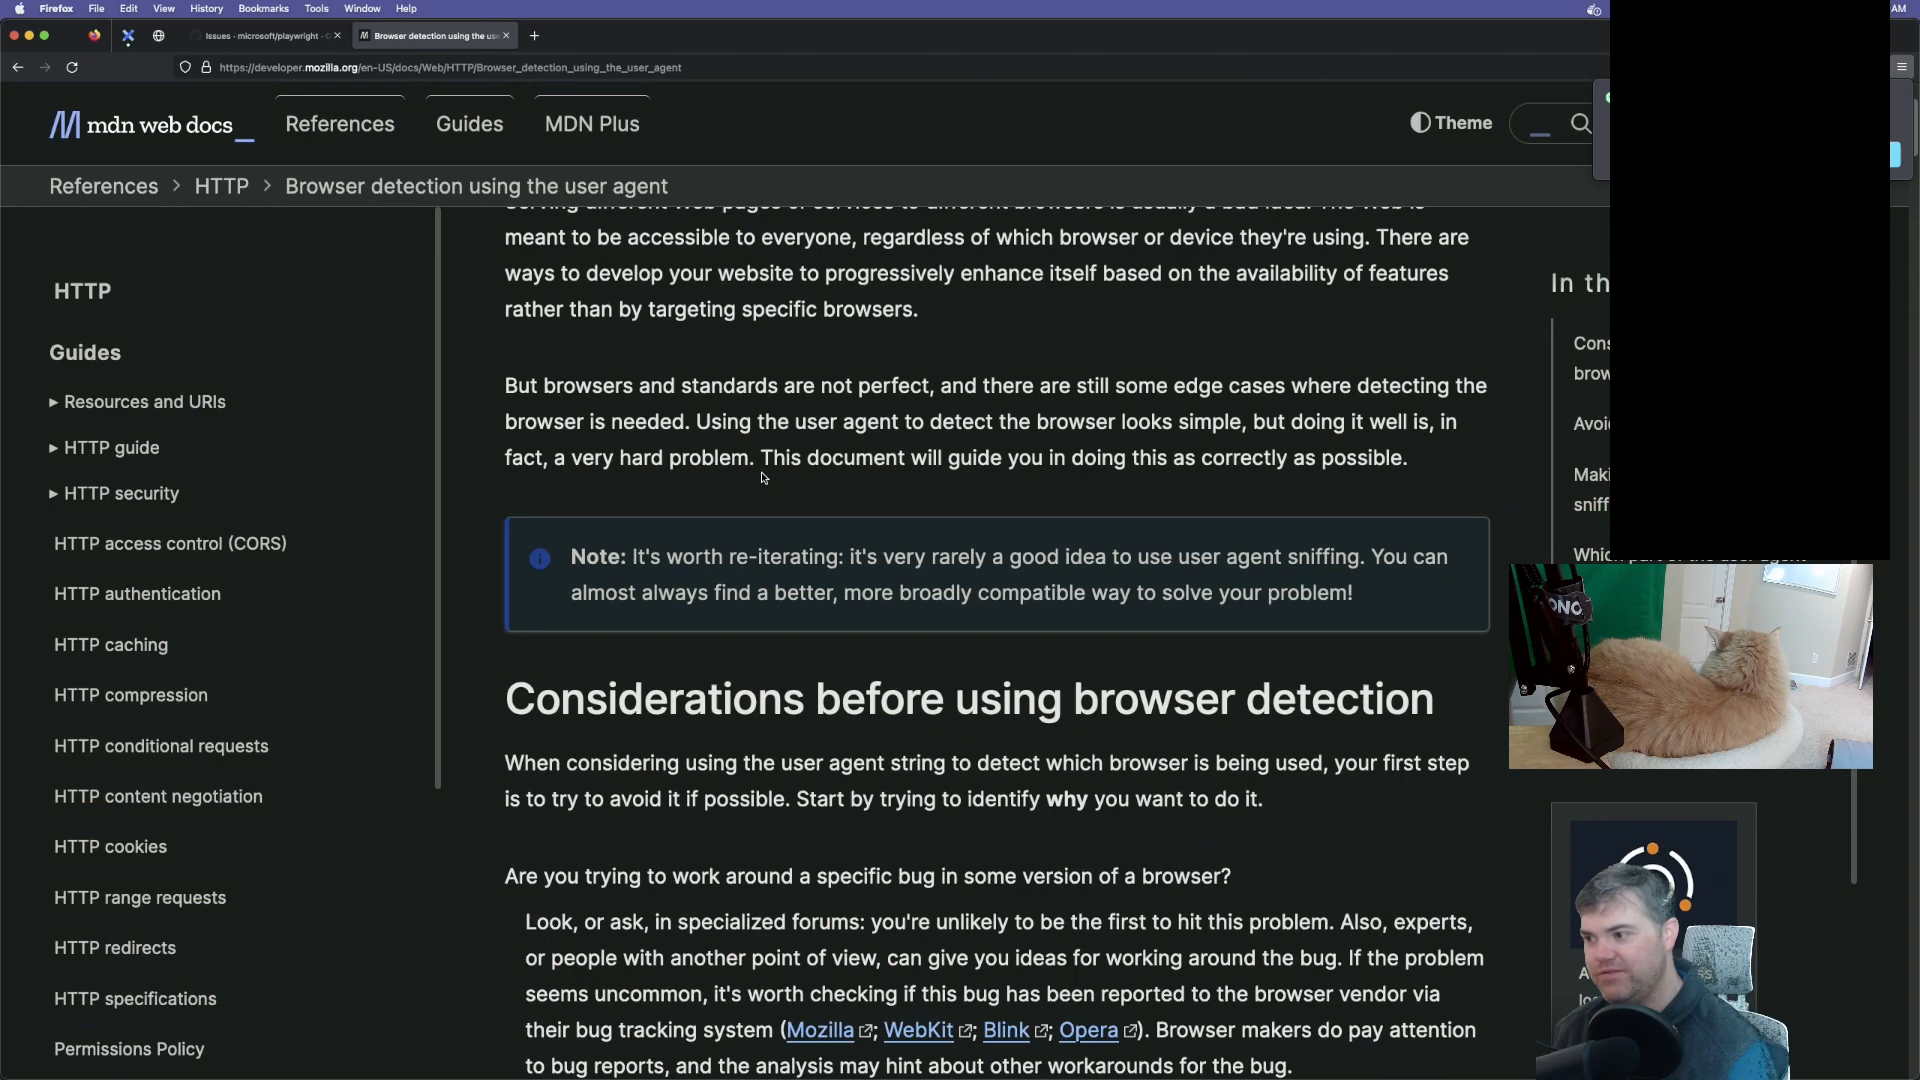 Firefox File Edit View History Bookmarks Tools Window Help AM
Issues · microsoft/playwright - Browser detection using the
https://developer.mozilla.org/en-US/docs/Web/HTTP/Browser_detection_using_the_user_agent
mdn web docs_ References Guides MDN Plus Theme
References > HTTP > Browser detection using the user agent
meant to be accessible to everyone, regardless of which browser or device they're using. There are
ways to develop your website to progressively enhance itself based on the availability of features
rather than by targeting specific browsers.
But browsers and standards are not perfect, and there are still some edge cases where detecting the
browser is needed. Using the user agent to detect the browser looks simple, but doing it well is, in
fact, a very hard problem. This document will guide you in doing this as correctly as possible.
Note: It's worth re-iterating: it's very rarely a good idea to use user agent sniffing. You can
almost always find a better, more broadly compatible way to solve your problem!
Considerations before using browser detection
When considering using the user agent string to detect which browser is being used, your first step
is to try to avoid it if possible. Start by trying to identify why you want to do it.
Are you trying to work around a specific bug in some version of a browser?
Look, or ask, in specialized forums: you're unlikely to be the first to hit this problem. Also, experts,
or people with another point of view, can give you ideas for working around the bug. If the problem
seems uncommon, it's worth checking if this bug has been reported to the browser vendor via
their bug tracking system (Mozilla; WebKit; Blink; Opera). Browser makers do pay attention
to bug reports, and the analysis may hint about other workarounds for the bug.
HTTP
Guides
Resources and URIs
HTTP guide
HTTP security
HTTP access control (CORS)
HTTP authentication
HTTP caching
HTTP compression
HTTP conditional requests
HTTP content negotiation
HTTP cookies
HTTP range requests
HTTP redirects
HTTP specifications
Permissions Policy
In th
Cons
brow
Avoi
Maki
sniff